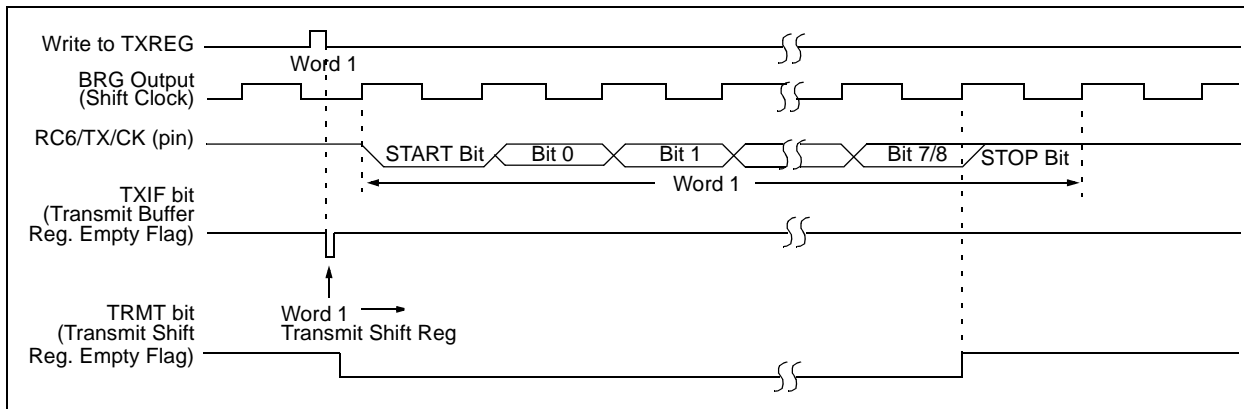 Write to TXREG
Word 1
BRG Output
(Shift Clock)
RC6/TX/CK (pin)
START Bit
Bit 0
Bit 1
Bit 7/8
STOP Bit
Word 1
TXIF bit
(Transmit Buffer
Reg. Empty Flag)
TRMT bit
(Transmit Shift
Reg. Empty Flag)
Word 1
Transmit Shift Reg